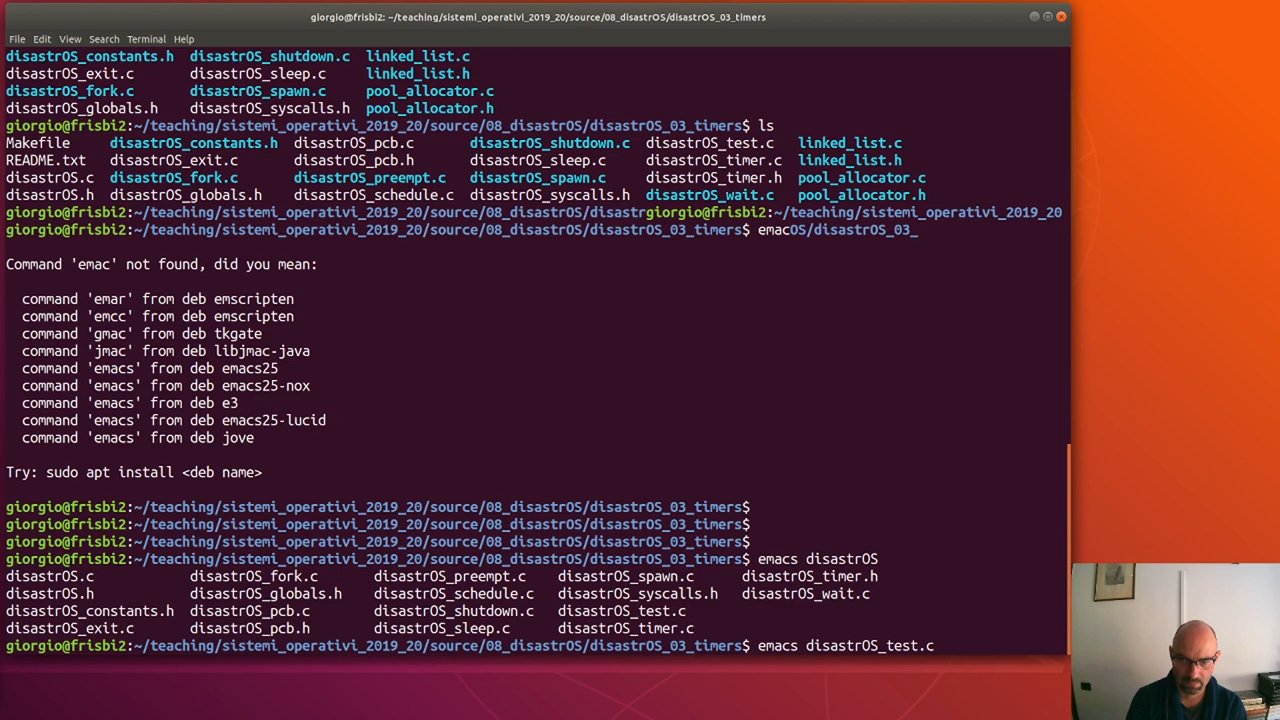 giorgio@frisbi2: ~/teaching/sistemi_operativi_2019_20/source/08_disastrOS/disastrOS_03_timers
File Edit View Search Terminal Help
disastrOS_constants.h disastrOS_shutdown.c linked_list.c
disastrOS_exit.c disastrOS_sleep.c linked_list.h
disastrOS_fork.c disastrOS_spawn.c pool_allocator.c
disastrOS_globals.h disastrOS_syscalls.h pool_allocator.h
giorgio@frisbi2:~/teaching/sistemi_operativi_2019_20/source/08_disastrOS/disastrOS_03_timers$ ls
Makefile disastrOS_constants.h disastrOS_pcb.c disastrOS_shutdown.c disastrOS_test.c linked_list.c
README.txt disastrOS_exit.c disastrOS_pcb.h disastrOS_sleep.c disastrOS_timer.c linked_list.h
disastrOS.c disastrOS_fork.c disastrOS_preempt.c disastrOS_spawn.c disastrOS_timer.h pool_allocator.c
disastrOS.h disastrOS_globals.h disastrOS_schedule.c disastrOS_syscalls.h disastrOS_wait.c pool_allocator.h
giorgio@frisbi2:~/teaching/sistemi_operativi_2019_20/source/08_disastrOS/disastrgiorgio@frisbi2:~/teaching/sistemi_operativi_2019_20
giorgio@frisbi2:~/teaching/sistemi_operativi_2019_20/source/08_disastrOS/disastrOS_03_timers$ emacOS/disastrOS_03_
Command 'emac' not found, did you mean:
command 'emar' from deb emscripten
command 'emcc' from deb emscripten
command 'gmac' from deb tkgate
command 'jmac' from deb libjmac-java
command 'emacs' from deb emacs25
command 'emacs' from deb emacs25-nox
command 'emacs' from deb e3
command 'emacs' from deb emacs25-lucid
command 'emacs' from deb jove
Try: sudo apt install <deb name>
giorgio@frisbi2:~/teaching/sistemi_operativi_2019_20/source/08_disastrOS/disastrOS_03_timers$
giorgio@frisbi2:~/teaching/sistemi_operativi_2019_20/source/08_disastrOS/disastrOS_03_timers$
giorgio@frisbi2:~/teaching/sistemi_operativi_2019_20/source/08_disastrOS/disastrOS_03_timers$
giorgio@frisbi2:~/teaching/sistemi_operativi_2019_20/source/08_disastrOS/disastrOS_03_timers$ emacs disastrOS
disastrOS.c disastrOS_fork.c disastrOS_preempt.c disastrOS_spawn.c disastrOS_timer.h
disastrOS.h disastrOS_globals.h disastrOS_schedule.c disastrOS_syscalls.h disastrOS_wait.c
disastrOS_constants.h disastrOS_pcb.c disastrOS_shutdown.c disastrOS_test.c
disastrOS_exit.c disastrOS_pcb.h disastrOS_sleep.c disastrOS_timer.c
giorgio@frisbi2:~/teaching/sistemi_operativi_2019_20/source/08_disastrOS/disastrOS_03_timers$ emacs disastrOS_test.c